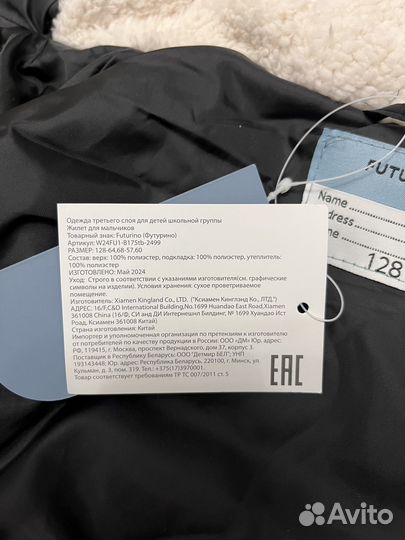 FUTU
Name
ddress
ne
128
Одежда третьего слоя для детей школьной группы
Жилет для мальчиков
Товарный знак: Futurino (Футурино)
Артикул: W24FU1-B175tb-2499
РАЗМЕР: 128-64,68-57,60
Состав: верх: 100% полиэстер, подкладка: 100% полиэстер, утеплитель:
100% полиэстер
ИЗГОТОВЛЕНО: Май 2024
Уход: Строго в соответствии с указаниями изготовителя(см. графические
символы на изделии). Условия хранения: сухое проветриваемое
помещение.
Изготовитель: Xiamen Kingland Co., LTD. ("Ксиамен Кингланд Ко, ЛТД,")
АДРЕС: 16/F,C&D International Building,No.1699 Huandao East Road,Xiamen
361008 China (16/Ф, СИ анд ДИ Интернешнл Билдинг, № 1699 Хуандао Ист
Роад, Ксиамен 361008 Китай)
Страна изготовления: Китай
Импортер и уполномоченная организация по претензиям к изготовителю
от потребителей по качеству продукции в России: ООО «ДМ» Юр. адрес:
РФ, 119415, г. Москва, проспект Вернадского, дом 37, корпус 3.
Поставщик в Республику Беларусь: ООО "Детмир БЕЛ"; УНП
193143448; Юр. адрес: Республика Беларусь, 220100, г. Минск, ул.
Кульман, д. 3, пом. 319. Тел.: +375(17)3970001.
Товар соответствует требованиям ТР ТС 007/2011 ст. 5
EAC
Avito